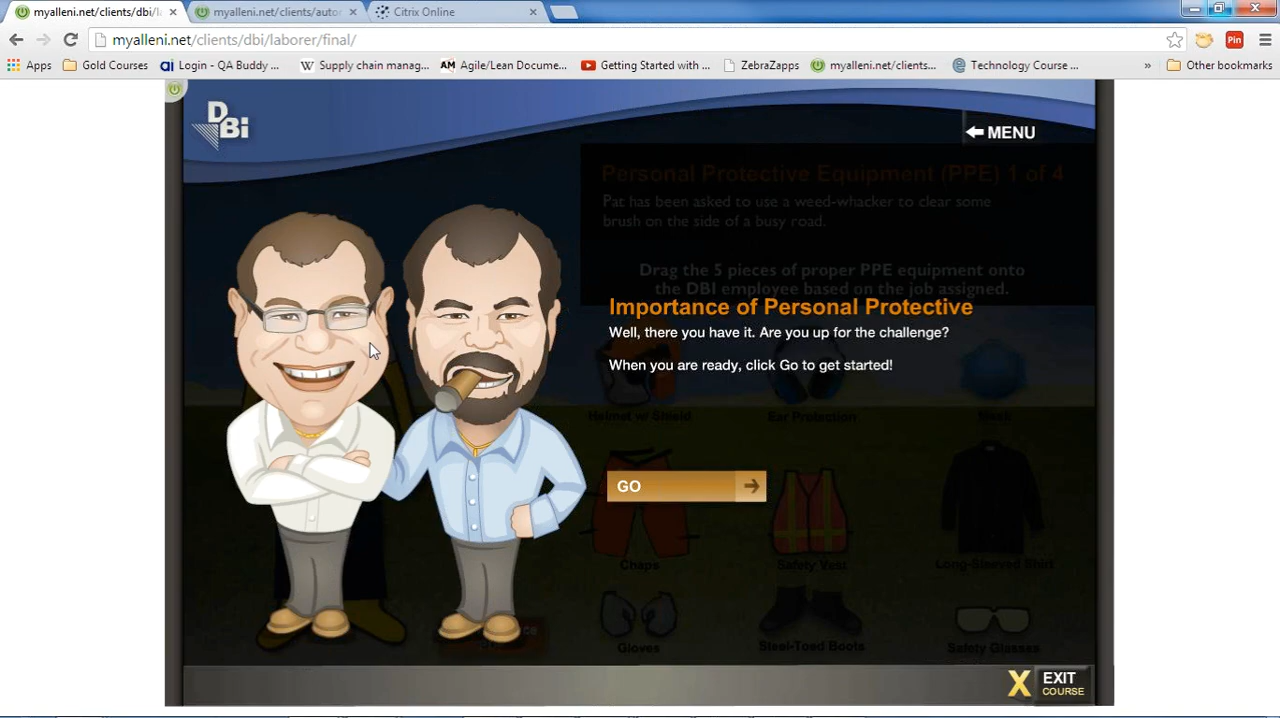 myalleni.net/clients/dbi/l
myalleni.net/clients/autor
Citrix Online
myalleni.net/clients/dbi/laborer/final/
Pin
Apps
Gold Courses
ai Login - QA Buddy ...
W Supply chain manag...
AM Agile/Lean Docume...
Getting Started with ...
ZebraZapps
myalleni.net/clients...
Technology Course ...
»
Other bookmarks
DBi
MENU
Personal Protective Equipment (PPE) 1 of 4
Pat has been asked to use a weed-whacker to clear some
brush on the side of a busy road.
Drag the 5 pieces of proper PPE equipment onto
the DBI employee based on the job assigned.
Importance of Personal Protective
Well, there you have it. Are you up for the challenge?
When you are ready, click Go to get started!
Helmet w/ Shield
Ear Protection
Mask
GO
Chaps
Safety Vest
Long-Sleeved Shirt
Gloves
Steel-Toed Boots
Safety Glasses
X EXIT
COURSE